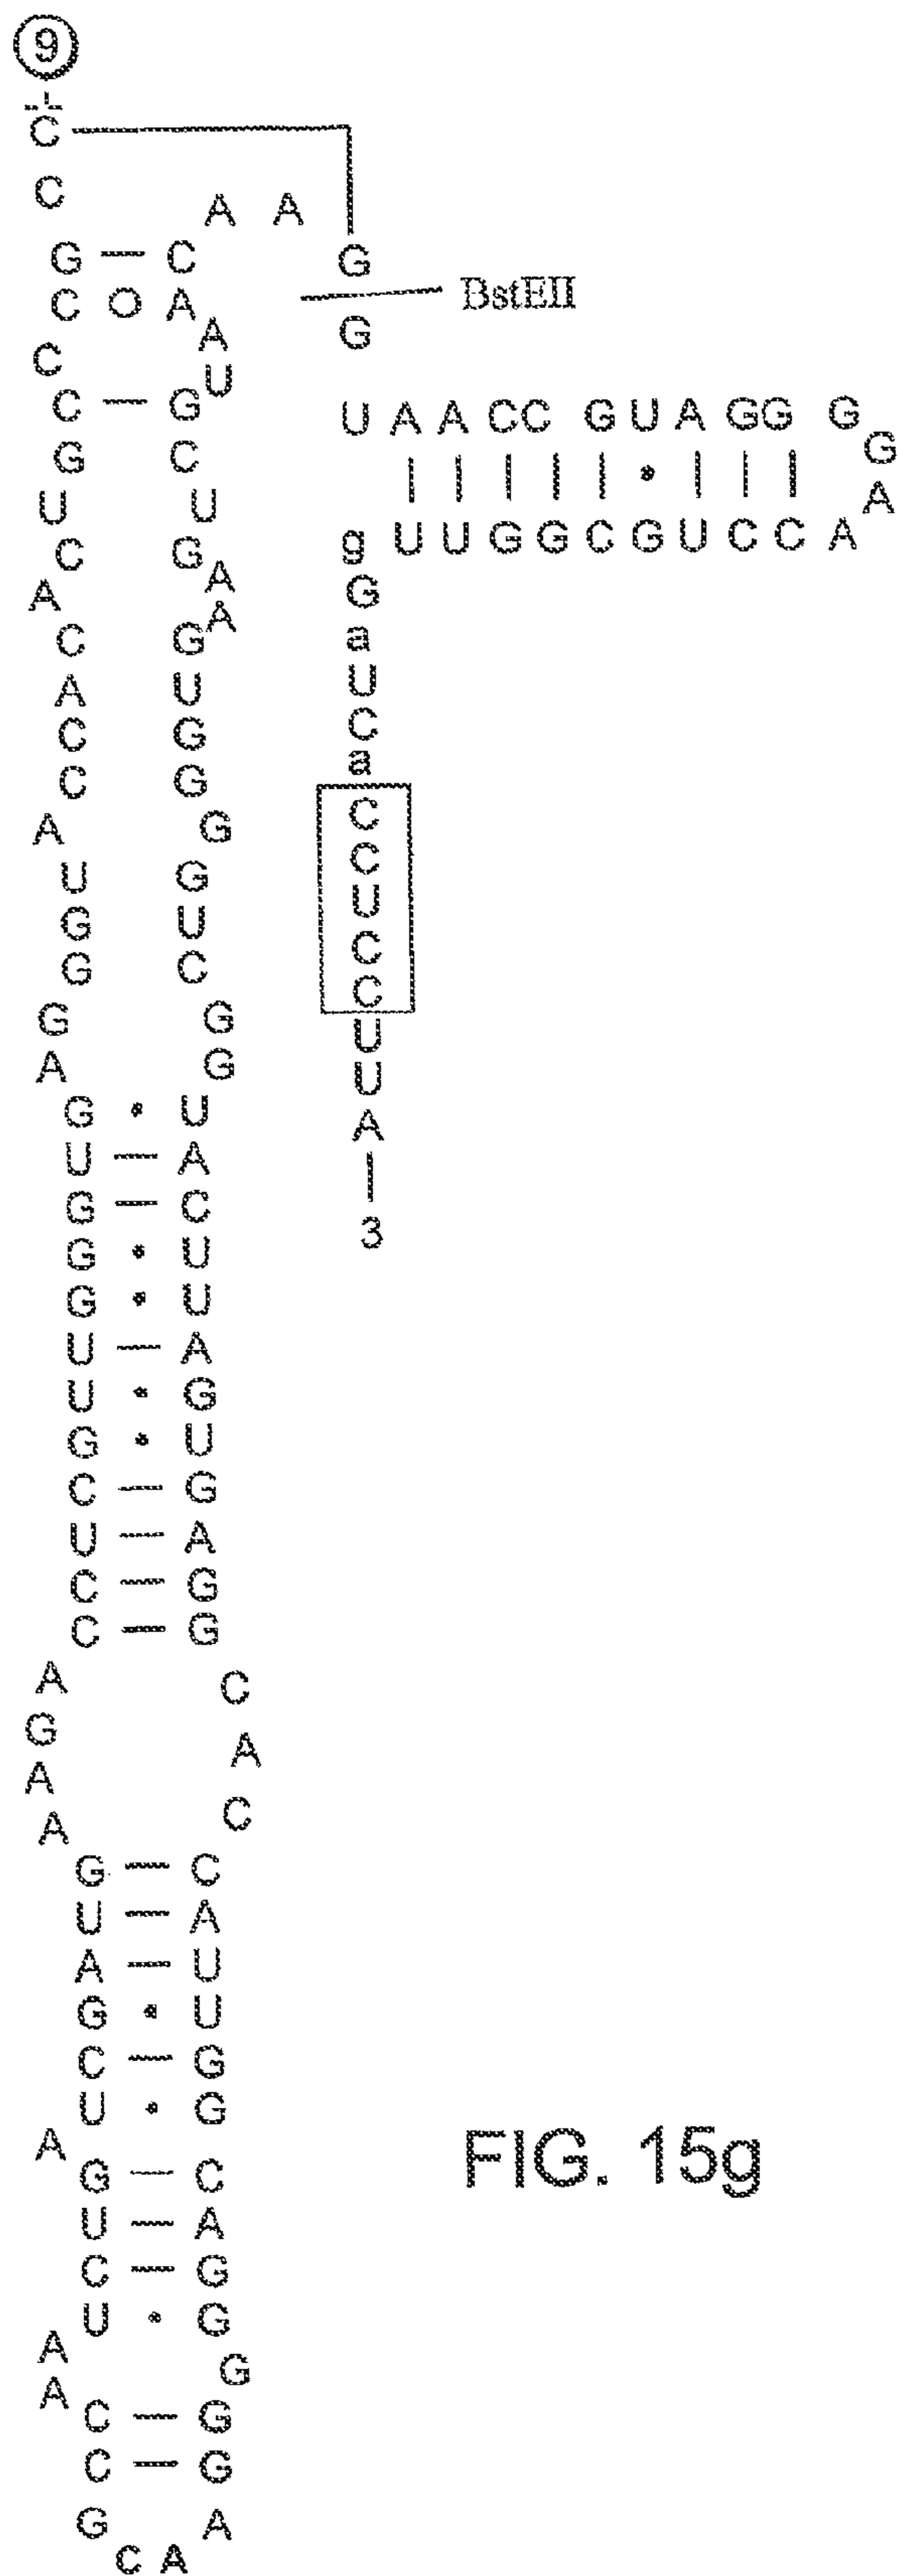 9
C
C
A A
G C G
C O A BstEII
A G
C U
C G U A A C C G U A G G G
G C G
U U A
C G g U U G G C G U C C A
A A G
A
C G a
A U U
C G C
C G a
A G C
U G C
G U U
G C C
G G C
A G U
G U U
U A A
G C 3
G U
G U
U A
U G
G U
C G
U A
C G
C G
A C
G A
A C
A
G C
U A
A U
G U
C G
U G
A
G C
U A
C G
U G
A G
A
C G
C G
G A
C A
FIG. 15g